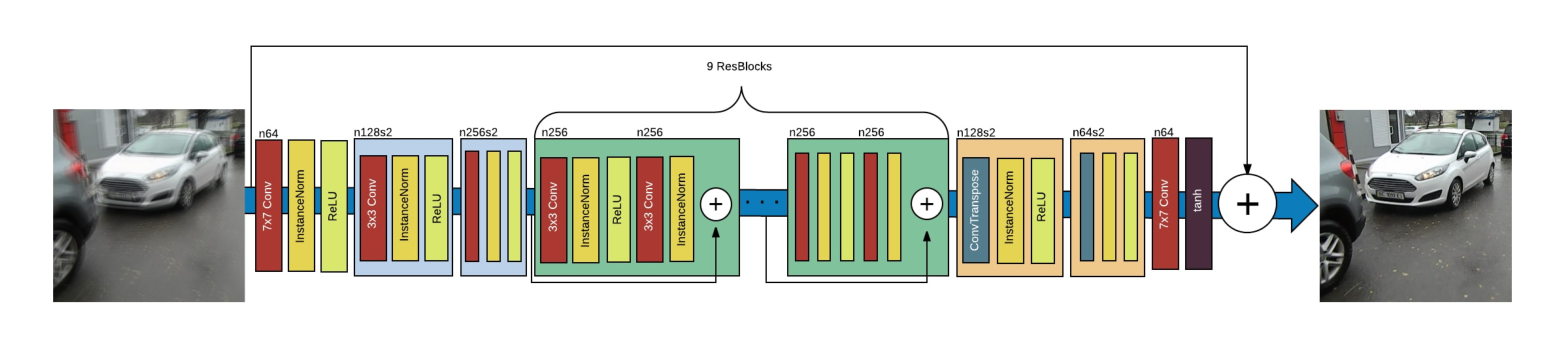 9 ResBlocks
n64
7x7 Conv
InstanceNorm
ReLU
n128s2
3x3 Conv
InstanceNorm
ReLU
n256s2
n256
n256
3x3 Conv
InstanceNorm
ReLU
3x3 Conv
InstanceNorm
+
. . .
n256
n256
+
n128s2
ConvTranspose
InstanceNorm
ReLU
n64s2
n64
7x7 Conv
tanh
+